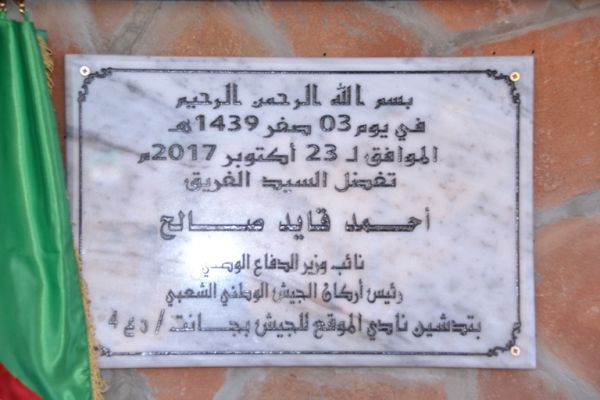 بسم الله الرحمن الرحيم
في يوم 03 صفر 1439هـ
الموافق لـ 23 أكتوبر 2017م
تفضل السيد الفريق
أحمد قايد صالح
نائب وزير الدفاع الوطني
رئيس أركان الجيش الوطني الشعبي
بتدشين نادي الموقع للجيش بجانت / ن ع 4